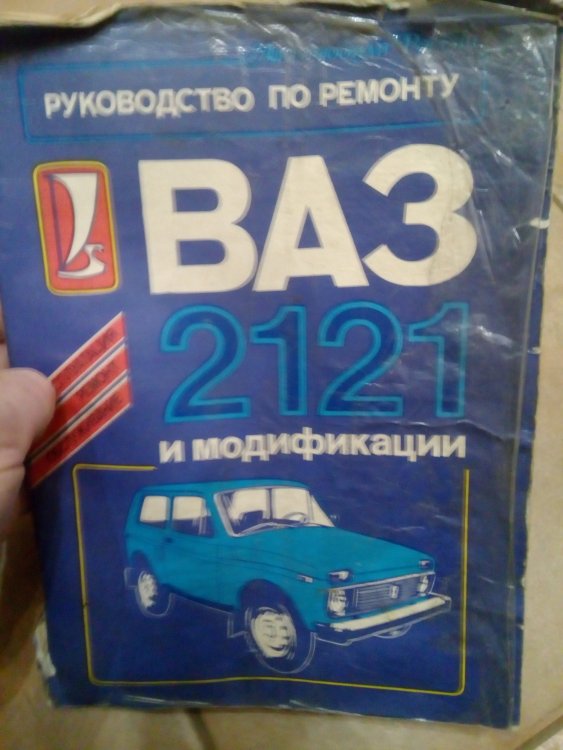 РУКОВОДСТВО ПО РЕМОНТУ
ВАЗ
2121
и модификации